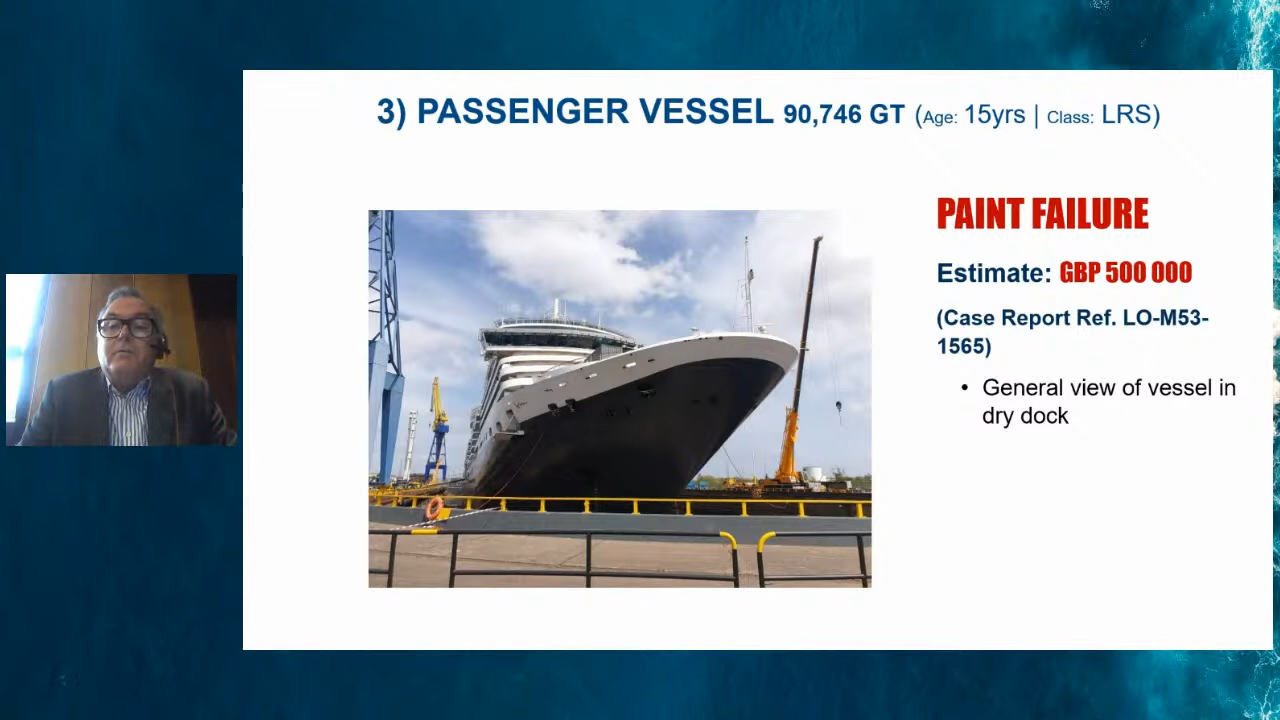 3) PASSENGER VESSEL 90,746 GT (Age: 15yrs | Class: LRS)
PAINT FAILURE
Estimate: GBP 500 000
(Case Report Ref. LO-M53-
1565)
• General view of vessel in
dry dock